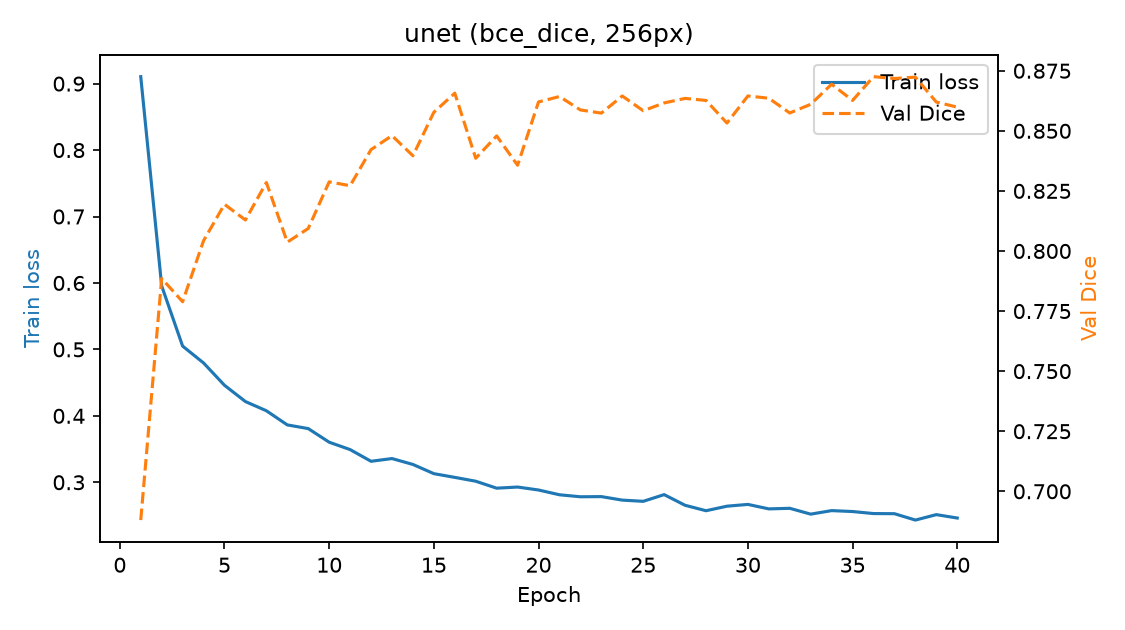 unet (bce_dice, 256px)
Train loss
Val Dice
0.9
0.8
0.7
0.6
0.5
0.4
0.3
Train loss
0.875
0.850
0.825
0.800
0.775
0.750
0.725
0.700
Val Dice
0 5 10 15 20 25 30 35 40
Epoch